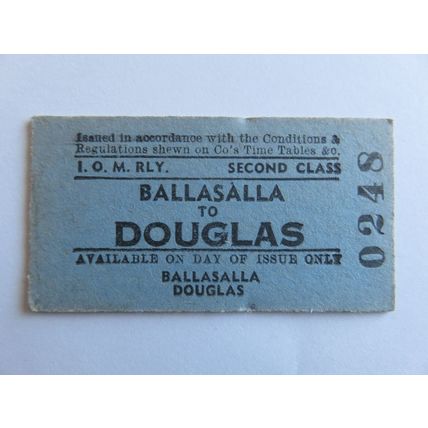 Issued in accordance with the Conditions &
Regulations shewn on Co's Time Tables &c.
I. O. M. RLY. SECOND CLASS
BALLASALLA
TO
DOUGLAS
AVAILABLE ON DAY OF ISSUE ONLY
BALLASALLA
DOUGLAS
0248